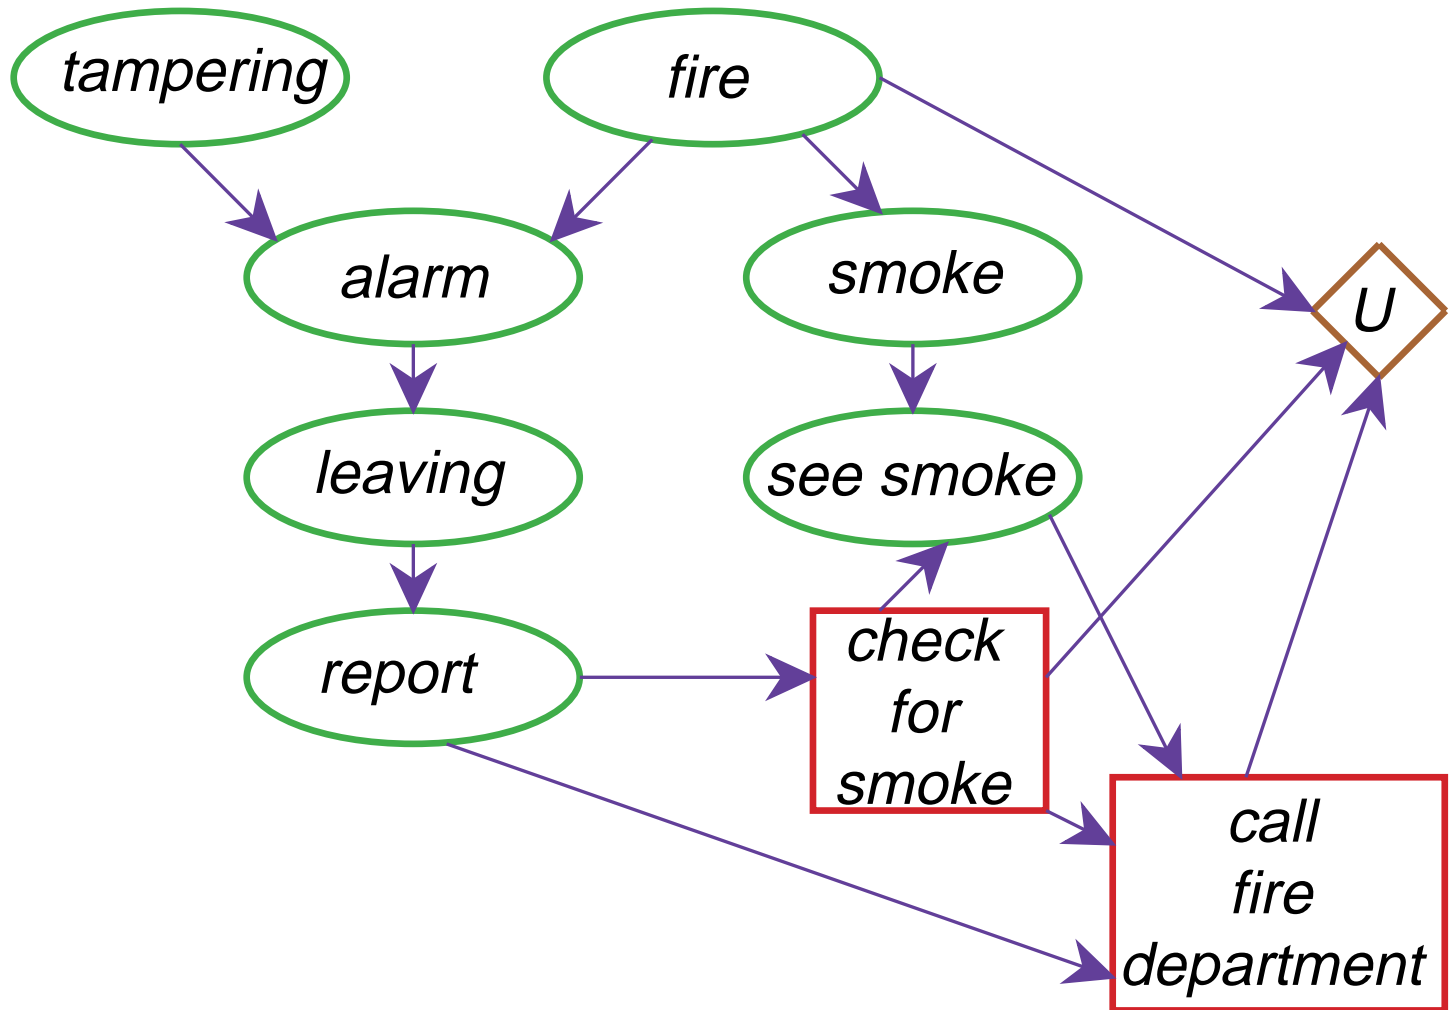 tampering
fire
alarm
smoke
U
leaving
see smoke
report
check
for
smoke
call
fire
department